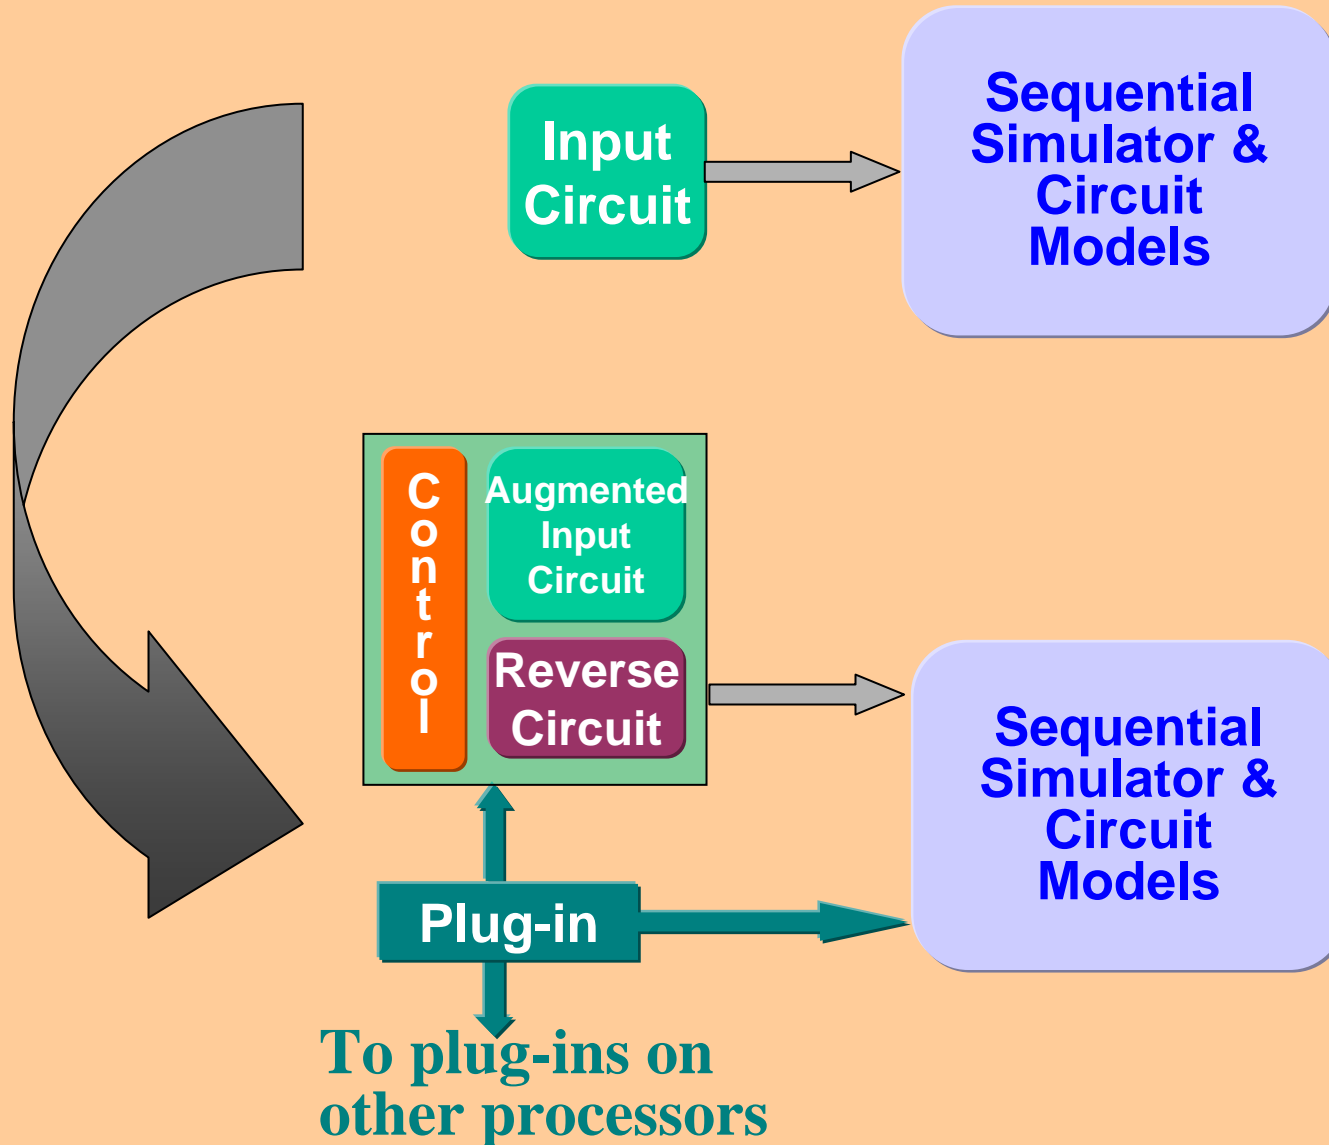 Input
Circuit
Sequential
Simulator &
Circuit
Models
Control
Augmented
Input
Circuit
Reverse
Circuit
Sequential
Simulator &
Circuit
Models
Plug-in
To plug-ins on
other processors